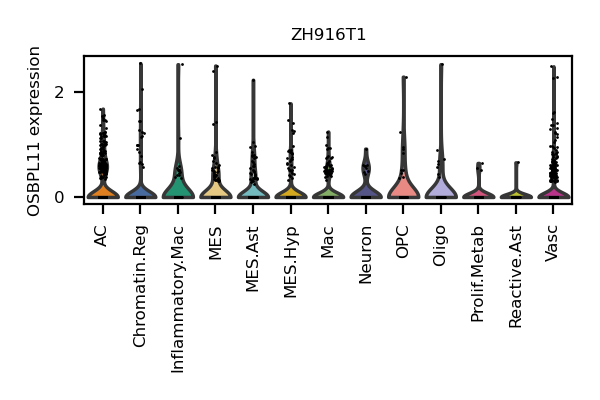 ZH916T1
OSBPL11 expression
2
0
AC
Chromatin.Reg
Inflammatory.Mac
MES
MES.Ast
MES.Hyp
Mac
Neuron
OPC
Oligo
Prolif.Metab
Reactive.Ast
Vasc